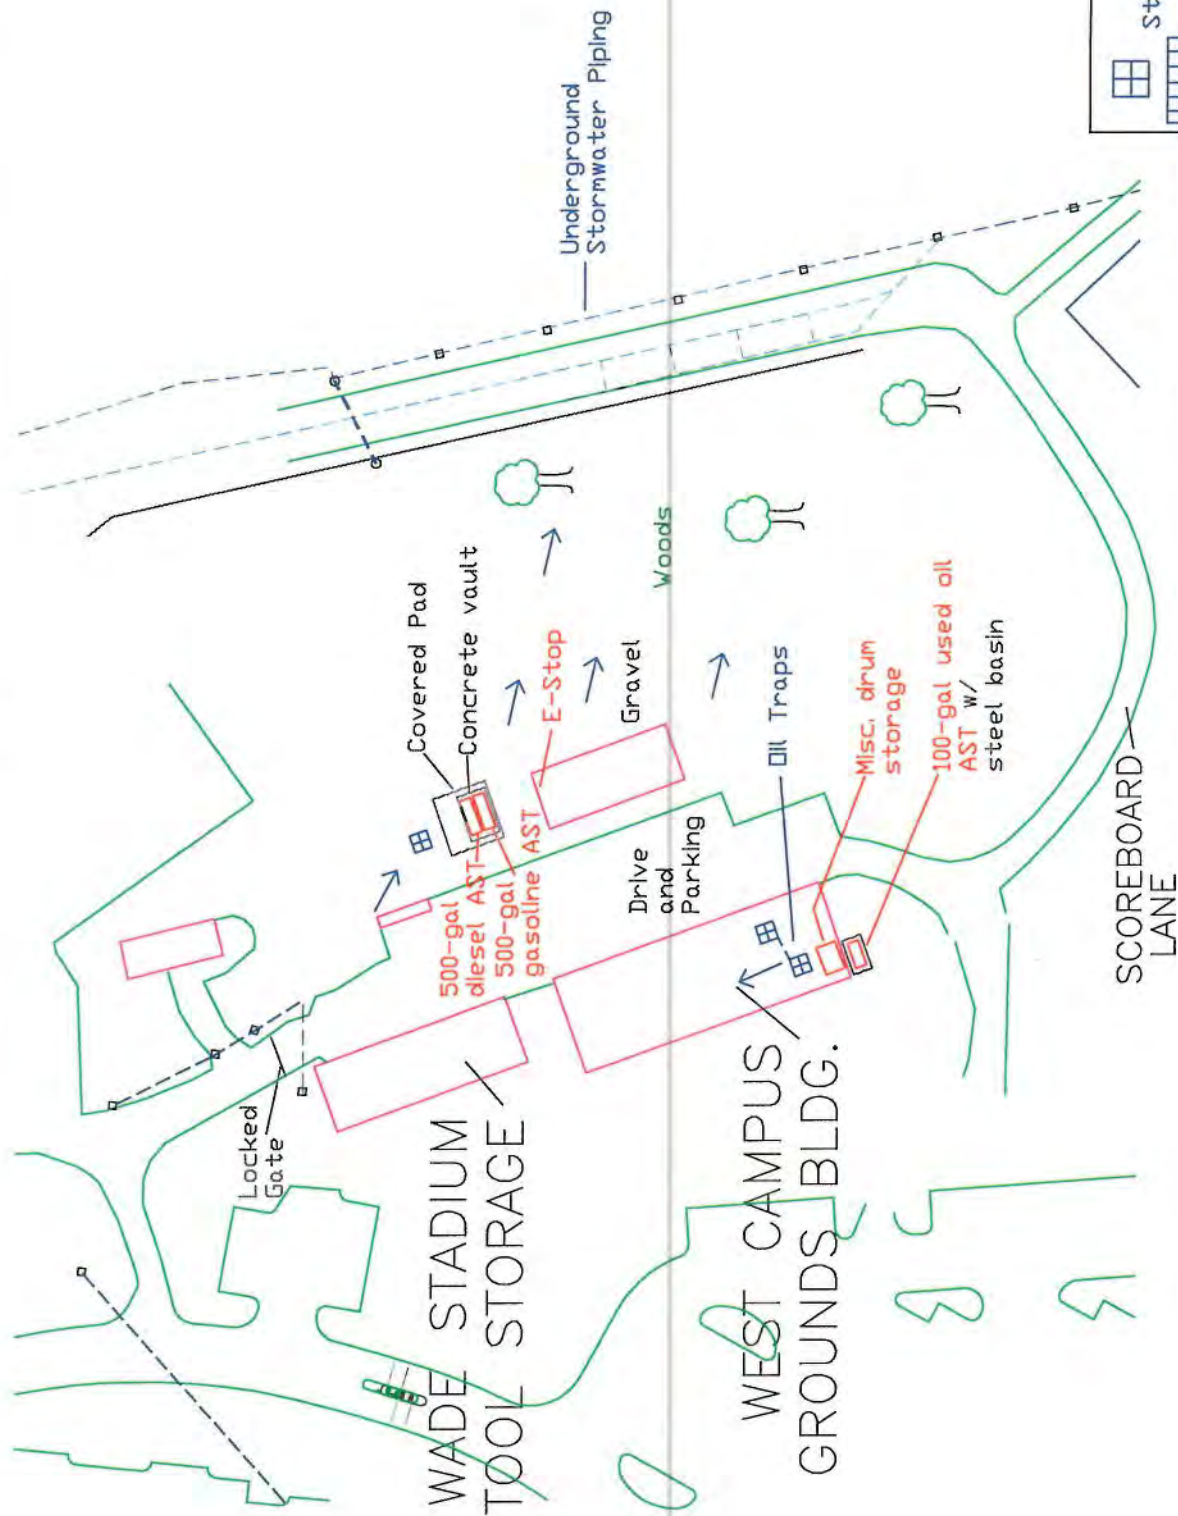 Underground
Stormwater Piping
Covered Pad
Concrete vault
E-Stop
Gravel
Woods
500-gal
diesel AST
500-gal
gasoline AST
Drive
and
Parking
Oil Traps
Misc. drum
storage
100-gal used oil
AST w/
steel basin
Locked
Gate
WADE STADIUM
TOOL STORAGE
WEST CAMPUS
GROUNDS BLDG.
SCOREBOARD
LANE